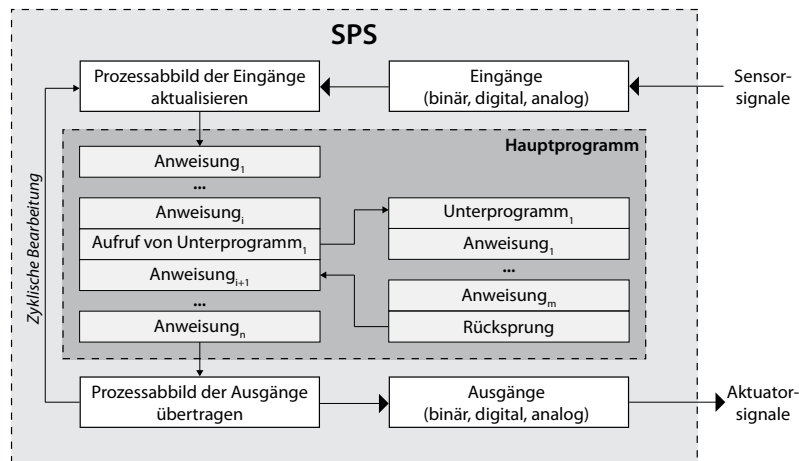 SPS
Prozessabbild der Eingänge
aktualisieren
Eingänge
(binär, digital, analog)
Sensor-
signale
Hauptprogramm
Anweisung₁
...
Anweisungᵢ
Aufruf von Unterprogramm₁
Anweisungᵢ₊₁
...
Anweisungₙ
Unterprogramm₁
Anweisung₁
...
Anweisungₘ
Rücksprung
Zyklische Bearbeitung
Prozessabbild der Ausgänge
übertragen
Ausgänge
(binär, digital, analog)
Aktuator-
signale